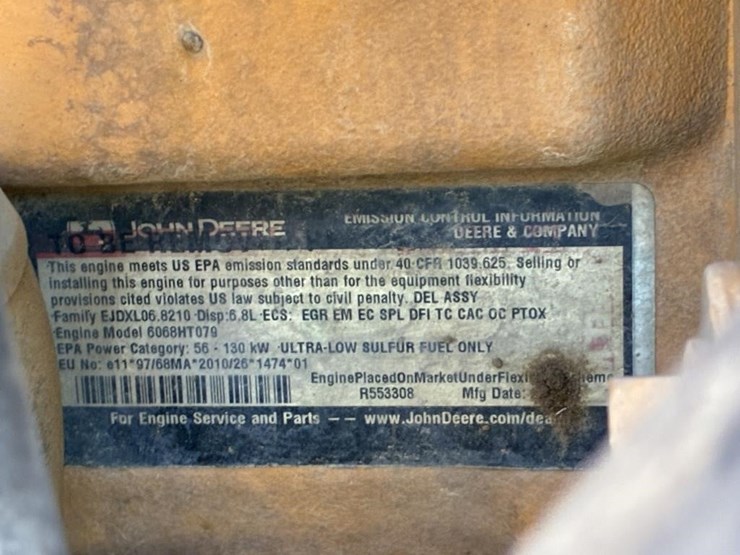 JOHN DEERE
EMISSION CONTROL INFORMATION
DEERE & COMPANY
TO BE
This engine meets US EPA emission standards under 40 CFR 1039.625. Selling or
installing this engine for purposes other than for the equipment flexibility
provisions cited violates US law subject to civil penalty. DEL ASSY
Family EJDXL06.8210 Disp:6.8L ECS: EGR EM EC SPL DFI TC CAC OC PTOX
Engine Model 6068HT079
EPA Power Category: 56 - 130 kW ULTRA-LOW SULFUR FUEL ONLY
EU No: e11*97/68MA*2010/26*1474*01
EnginePlacedOnMarketUnderFlexi
R553308 Mfg Date:
For Engine Service and Parts -- www.JohnDeere.com/dea